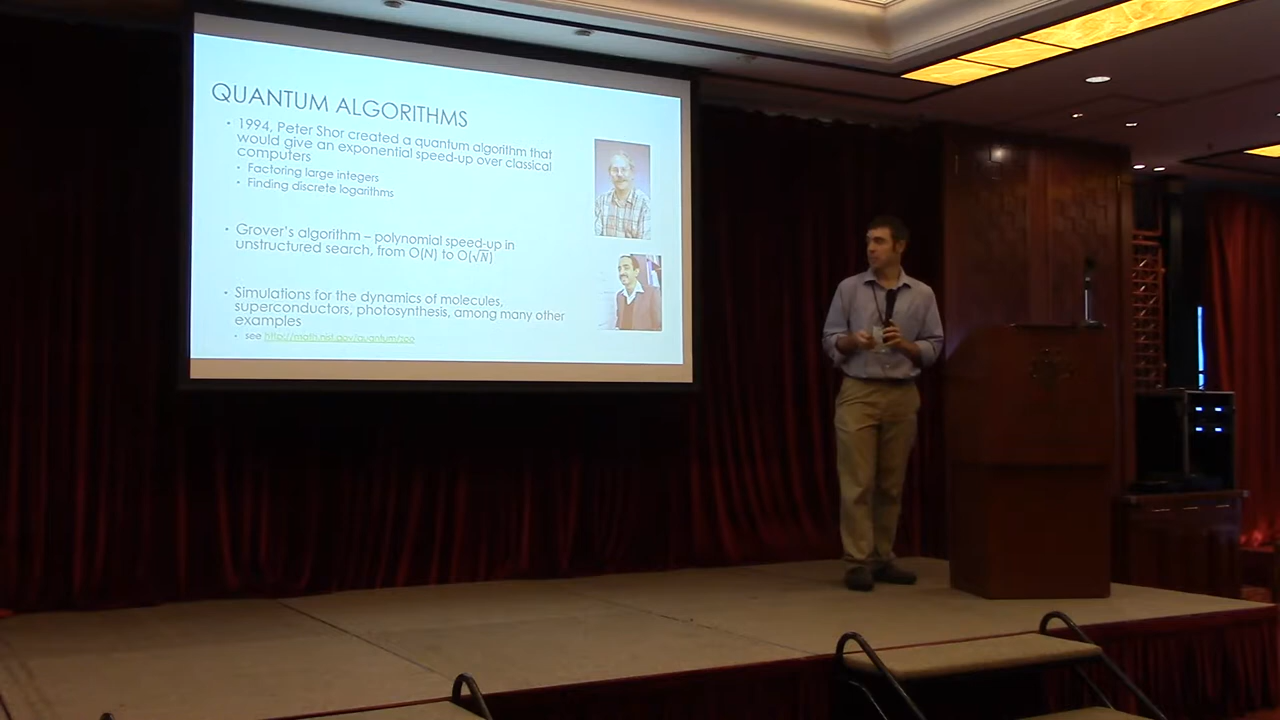 QUANTUM ALGORITHMS
• 1994, Peter Shor created a quantum algorithm that
would give an exponential speed-up over classical
computers
• Factoring large integers
• Finding discrete logarithms
• Grover's algorithm – polynomial speed-up in
unstructured search, from O(N) to O(√N)
• Simulations for the dynamics of molecules,
superconductors, photosynthesis, among many other
examples
• see http://math.nist.gov/quantum/zoo